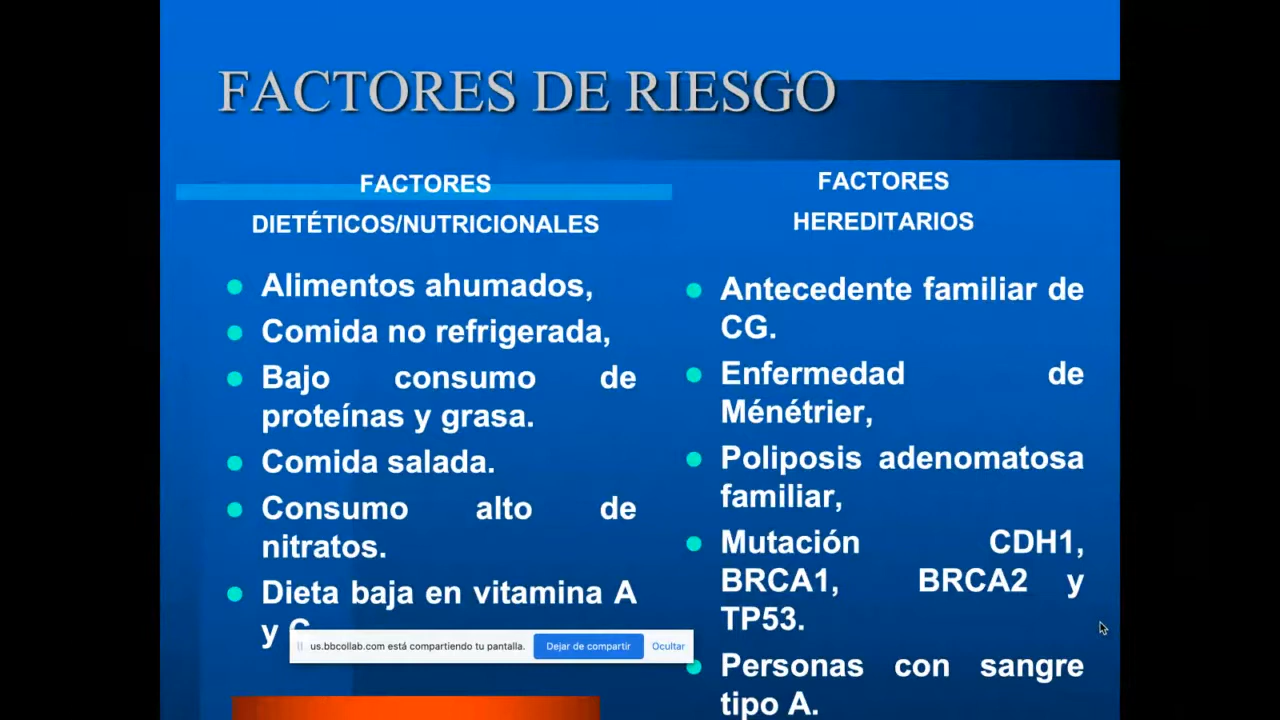 FACTORES DE RIESGO
FACTORES
DIETÉTICOS/NUTRICIONALES
Alimentos ahumados,
Comida no refrigerada,
Bajo consumo de
proteínas y grasa.
Comida salada.
Consumo alto de
nitratos.
Dieta baja en vitamina A
y C
us.bbcollab.com está compartiendo tu pantalla. Dejar de compartir Ocultar
FACTORES
HEREDITARIOS
Antecedente familiar de
CG.
Enfermedad de
Ménétrier,
Poliposis adenomatosa
familiar,
Mutación CDH1,
BRCA1, BRCA2 y
TP53.
Personas con sangre
tipo A.